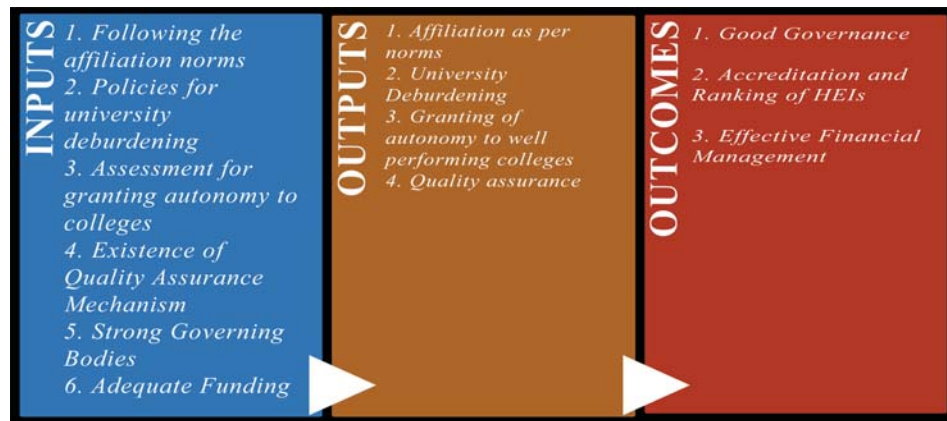 INPUTS
1. Following the
affiliation norms
2. Policies for
university
deburdening
3. Assessment for
granting autonomy to
colleges
4. Existence of
Quality Assurance
Mechanism
5. Strong Governing
Bodies
6. Adequate Funding
OUTPUTS
1. Affiliation as per
norms
2. University
Deburdening
3. Granting of
autonomy to well
performing colleges
4. Quality assurance
OUTCOMES
1. Good Governance
2. Accreditation and
Ranking of HEIs
3. Effective Financial
Management